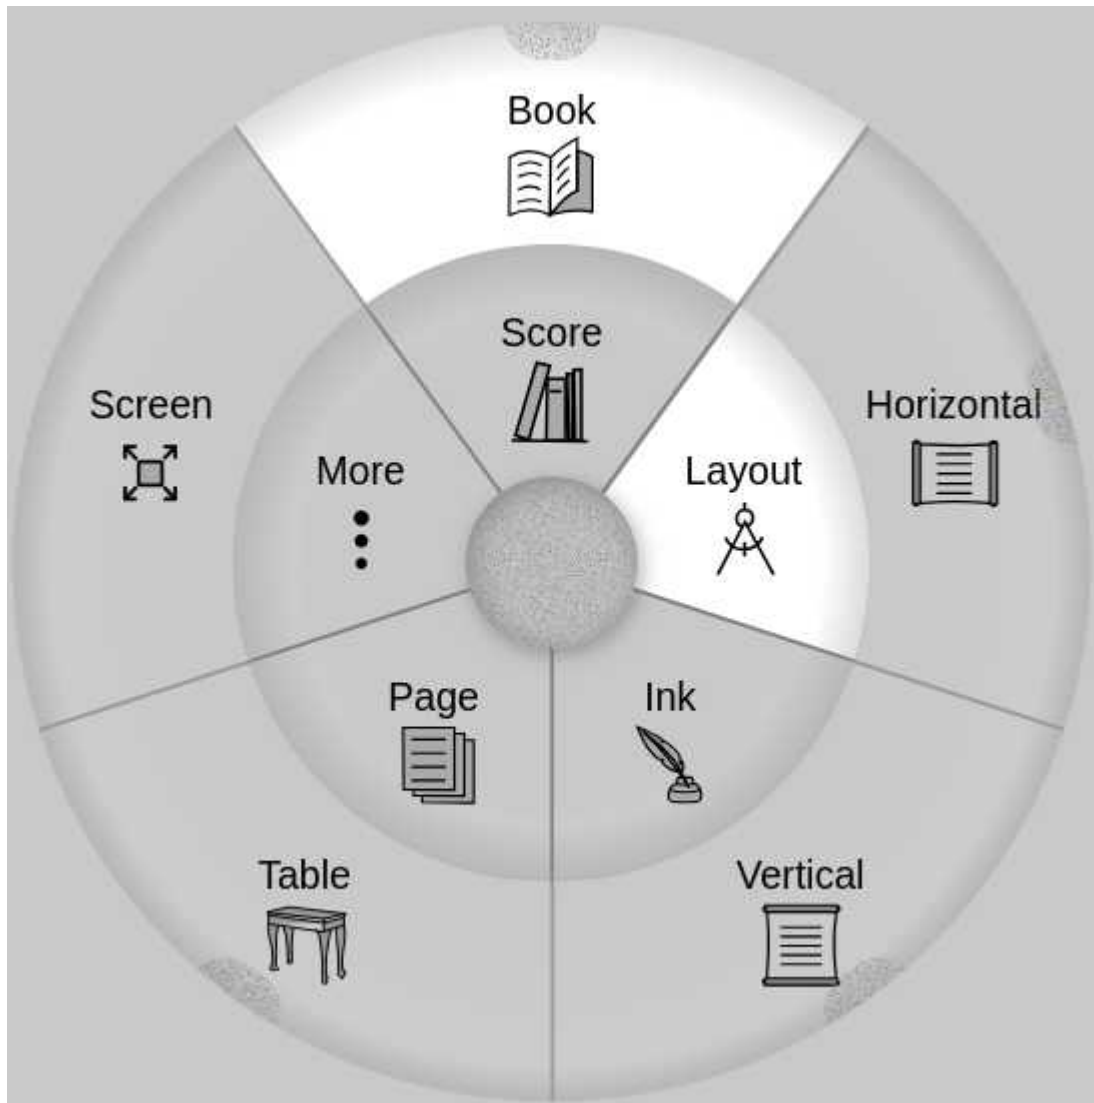 Book
Score
Screen
Horizontal
More
Layout
Page
Ink
Table
Vertical